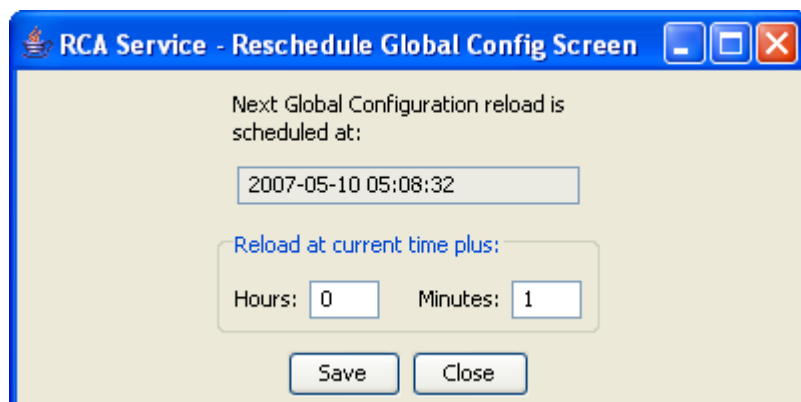 RCA Service - Reschedule Global Config Screen
Next Global Configuration reload is
scheduled at:
2007-05-10 05:08:32
Reload at current time plus:
Hours: 0 Minutes: 1
Save Close